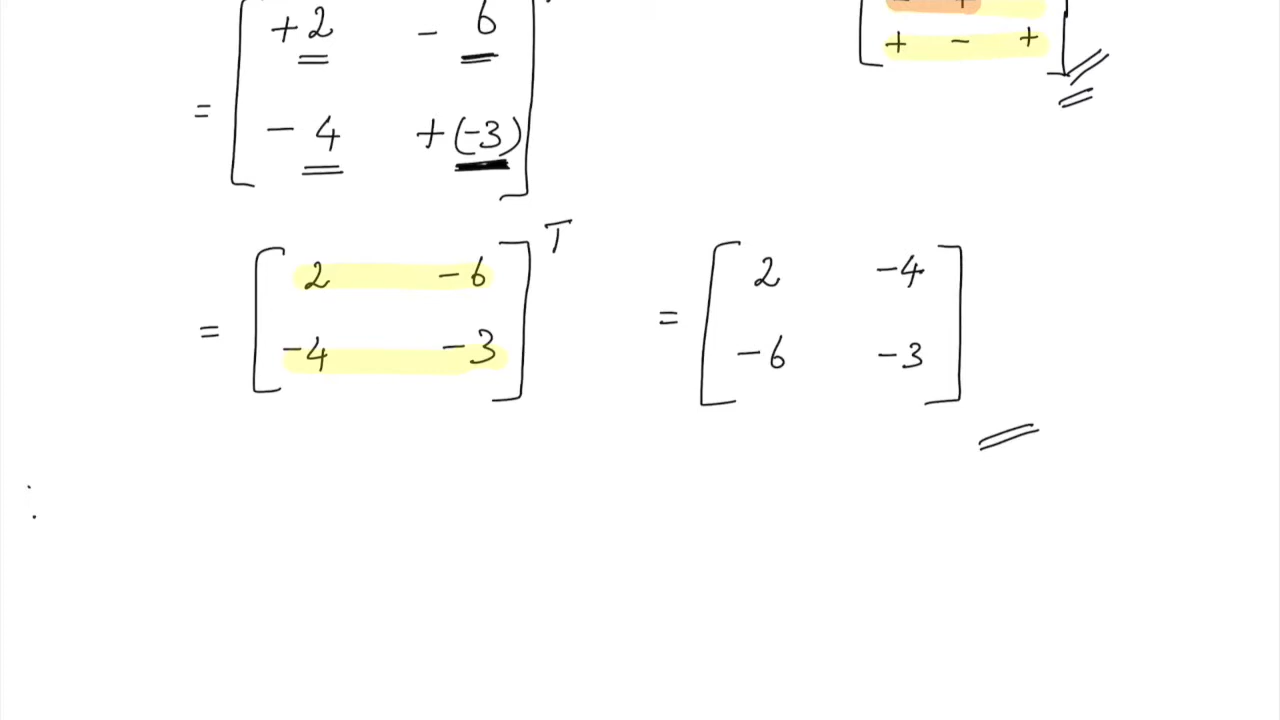 +2 - 6
- +
+ - +
= - 4 +(-3)
2 -6 T
= -4 -3
2 -4
= -6 -3